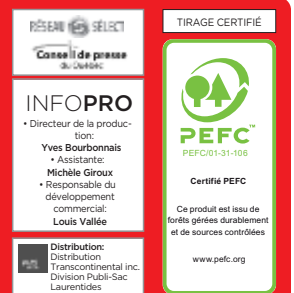 RÉSEAU SÉLECT
Conseil de presse
du Québec
INFOPRO
• Directeur de la produc-
tion:
Yves Bourbonnais
• Assistante:
Michèle Giroux
• Responsable du
développement
commercial:
Louis Vallée
Distribution:
Distribution
Transcontinental inc.
Division Publi-Sac
Laurentides
TIRAGE CERTIFIÉ
PEFC™
PEFC/01-31-106
Certifié PEFC
Ce produit est issu de
forêts gérées durablement
et de sources contrôlées
www.pefc.org